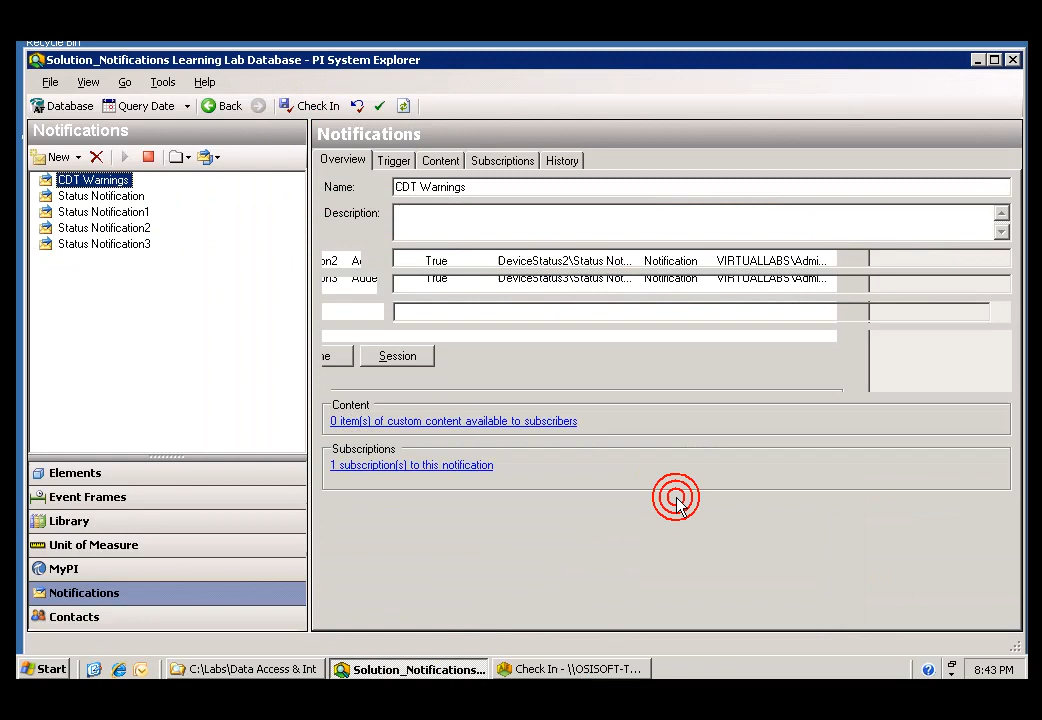 Recycle Bin
Solution_Notifications Learning Lab Database - PI System Explorer
File View Go Tools Help
Database Query Date Back Check In
Notifications
New
CDT Warnings
Status Notification
Status Notification1
Status Notification2
Status Notification3
Elements
Event Frames
Library
Unit of Measure
MyPI
Notifications
Contacts
Notifications
Overview Trigger Content Subscriptions History
Name: CDT Warnings
Description:
on2 True DeviceStatus2\Status Not... Notification VIRTUALLABS\Admi...
on3 Adde True DeviceStatus3\Status Not... Notification VIRTUALLABS\Admi...
ne Session
Content
0 item(s) of custom content available to subscribers
Subscriptions
1 subscription(s) to this notification
Start C:\Labs\Data Access & Int Solution_Notifications... Check In - \\OSISOFT-T... 8:43 PM